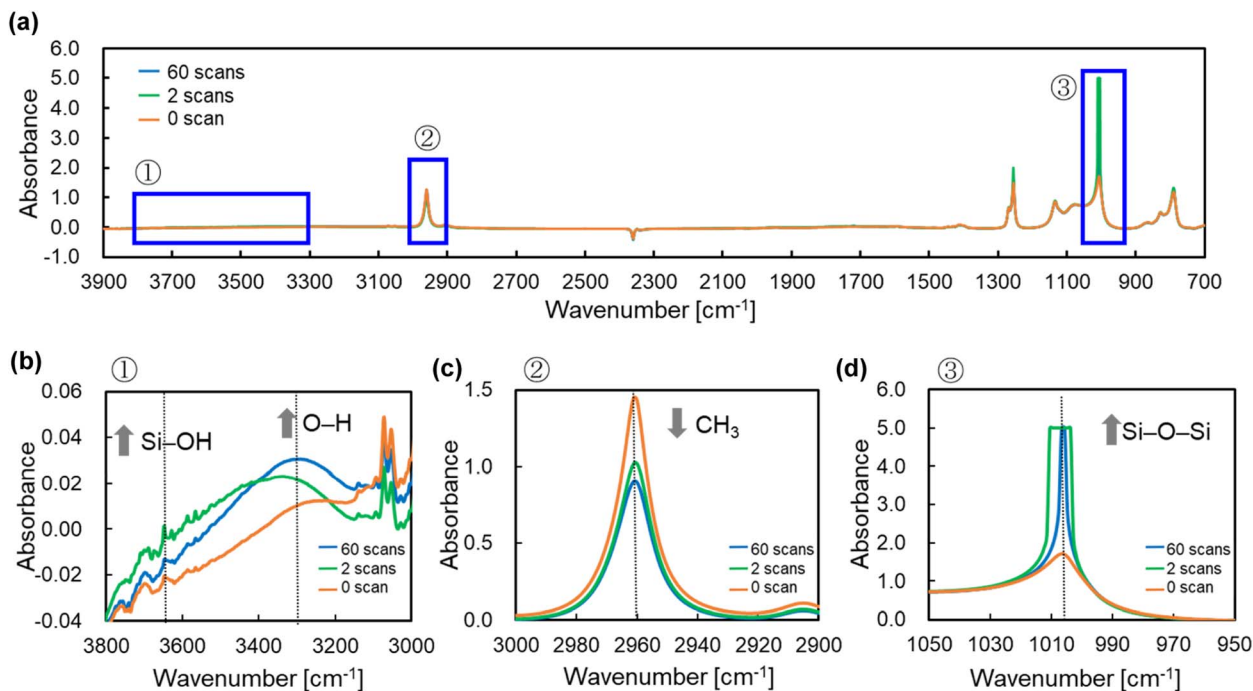 (a)
6.0
5.0
4.0
3.0
2.0
1.0
0.0
-1.0
Absorbance
60 scans
2 scans
0 scan
①
②
③
3900 3700 3500 3300 3100 2900 2700 2500 2300 2100 1900 1700 1500 1300 1100 900 700
Wavenumber [cm⁻¹]
(b)
①
0.06
0.04
0.02
0.00
-0.02
-0.04
Absorbance
Si–OH
O–H
60 scans
2 scans
0 scan
3800 3600 3400 3200 3000
Wavenumber [cm⁻¹]
(c)
②
1.5
1.0
0.5
0.0
Absorbance
CH₃
60 scans
2 scans
0 scan
3000 2980 2960 2940 2920 2900
Wavenumber [cm⁻¹]
(d)
③
6.0
5.0
4.0
3.0
2.0
1.0
0.0
Absorbance
Si–O–Si
60 scans
2 scans
0 scan
1050 1030 1010 990 970 950
Wavenumber [cm⁻¹]